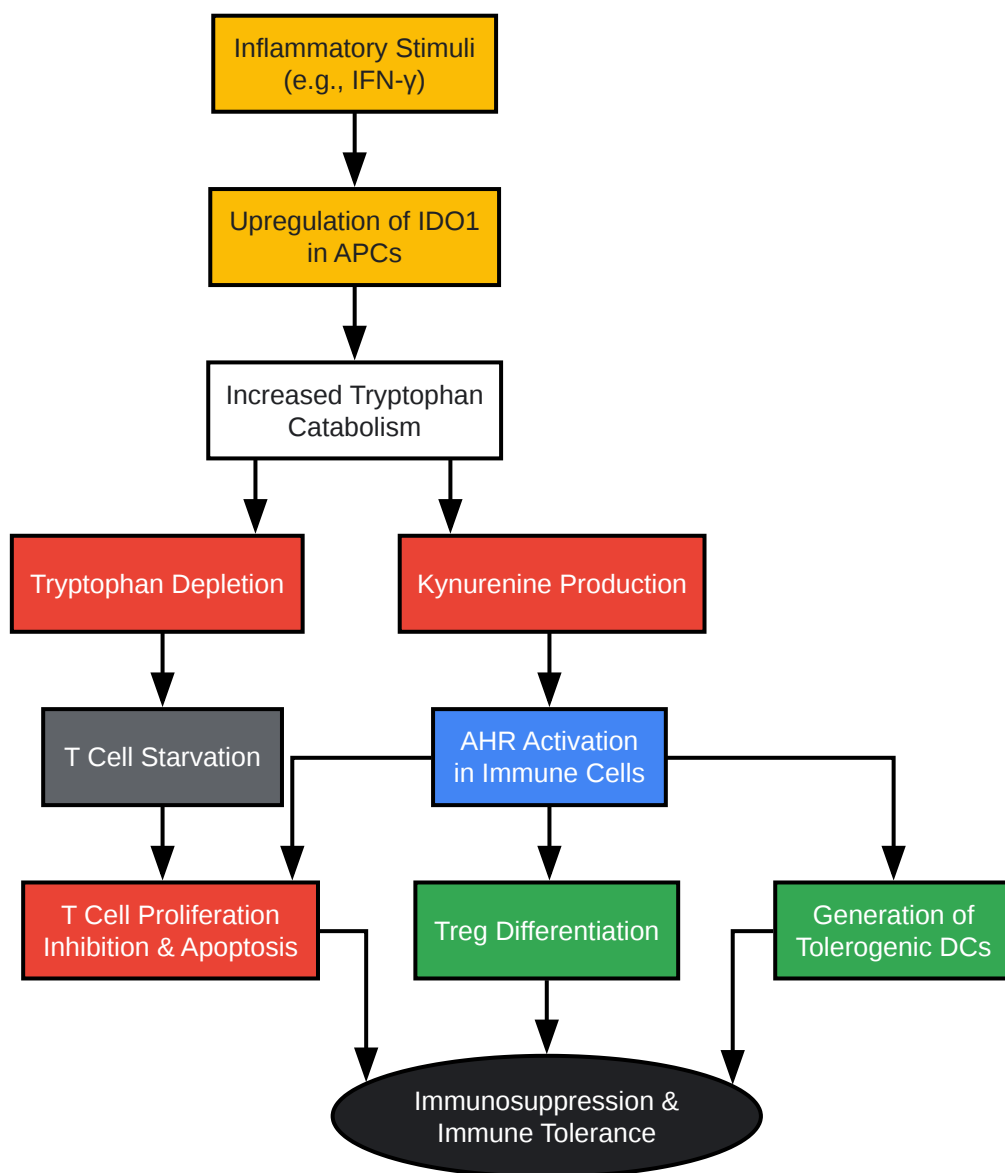 Inflammatory Stimuli
(e.g., IFN-γ)
Upregulation of IDO1
in APCs
Increased Tryptophan
Catabolism
Tryptophan Depletion
Kynurenine Production
T Cell Starvation
AHR Activation
in Immune Cells
T Cell Proliferation
Inhibition & Apoptosis
Treg Differentiation
Generation of
Tolerogenic DCs
Immunosuppression &
Immune Tolerance